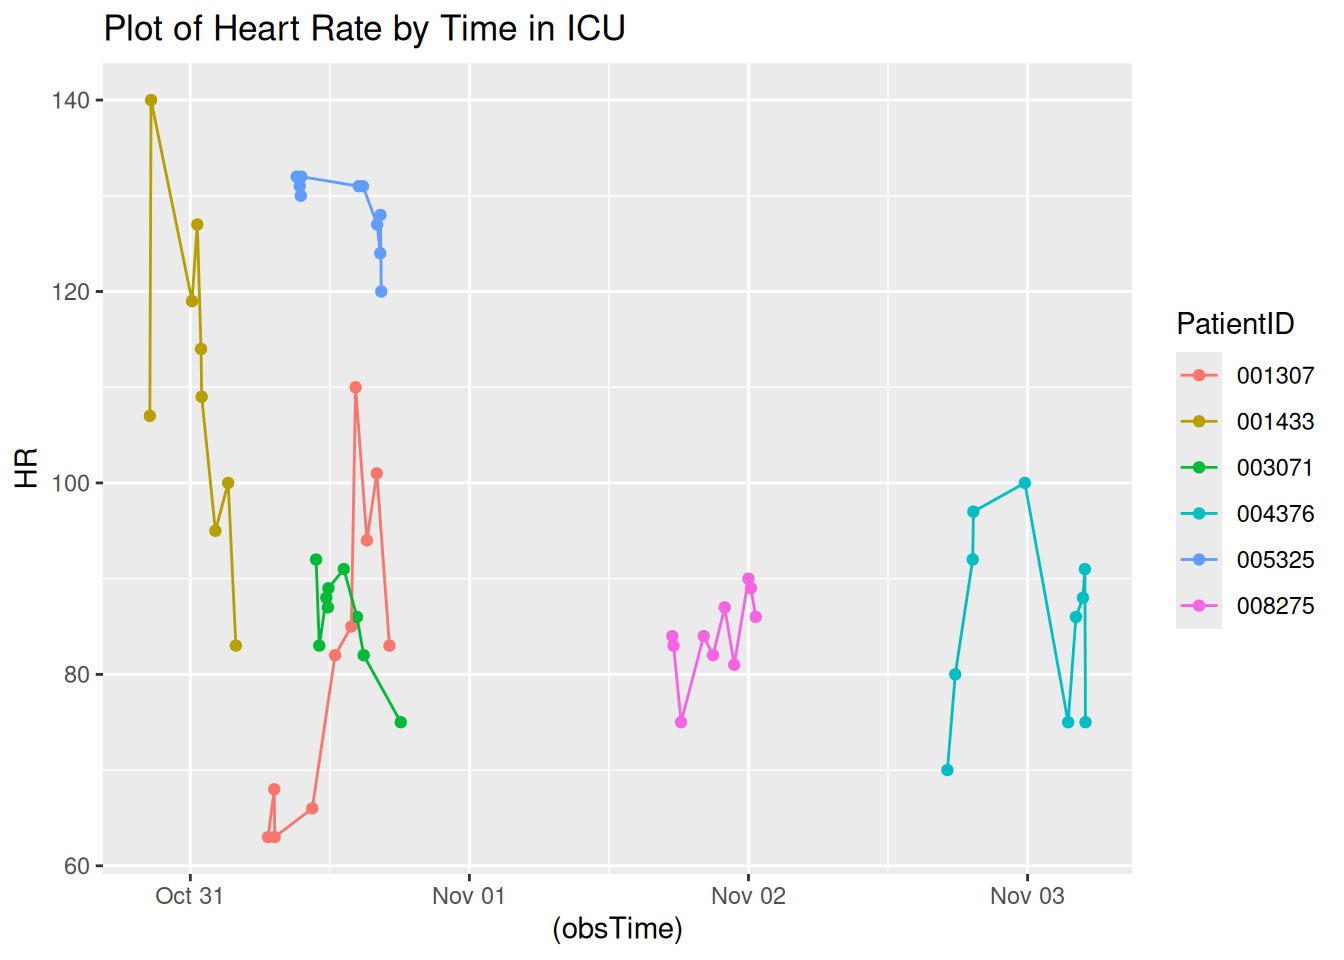 Plot of Heart Rate by Time in ICU
140
120
100
80
60
HR
Oct 31
Nov 01
Nov 02
Nov 03
(obsTime)
PatientID
001307
001433
003071
004376
005325
008275